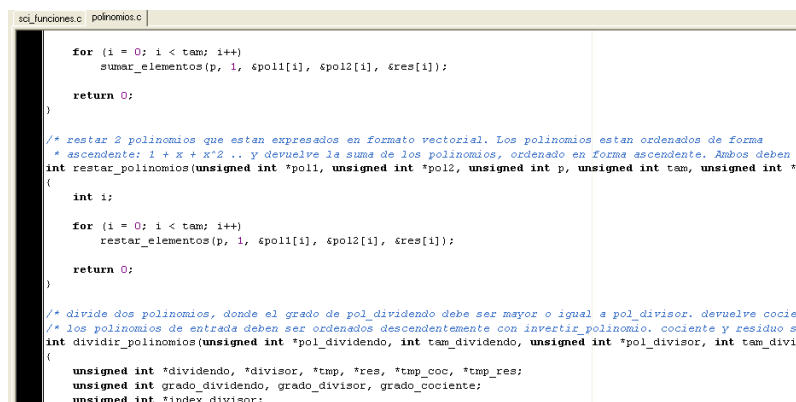 sci_funciones.c polinomios.c
for (i = 0; i < tam; i++)
sumar_elementos(p, 1, &pol1[i], &pol2[i], &res[i]);
return 0;
}
/* restar 2 polinomios que estan expresados en formato vectorial. Los polinomios estan ordenados de forma
* ascendente: 1 + x + x^2 .. y devuelve la suma de los polinomios, ordenado en forma ascendente. Ambos deben
int restar_polinomios(unsigned int *pol1, unsigned int *pol2, unsigned int p, unsigned int tam, unsigned int *
{
int i;
for (i = 0; i < tam; i++)
restar_elementos(p, 1, &pol1[i], &pol2[i], &res[i]);
return 0;
}
/* divide dos polinomios, donde el grado de pol_dividendo debe ser mayor o igual a pol_divisor. devuelve cocie
/* los polinomios de entrada deben ser ordenados descendentemente con invertir_polinomio. cociente y residuo s
int dividir_polinomios(unsigned int *pol_dividendo, int tam_dividendo, unsigned int *pol_divisor, int tam_divi
{
unsigned int *dividendo, *divisor, *tmp, *res, *tmp_coc, *tmp_res;
unsigned int grado_dividendo, grado_divisor, grado_cociente;
unsigned int *index_divisor;